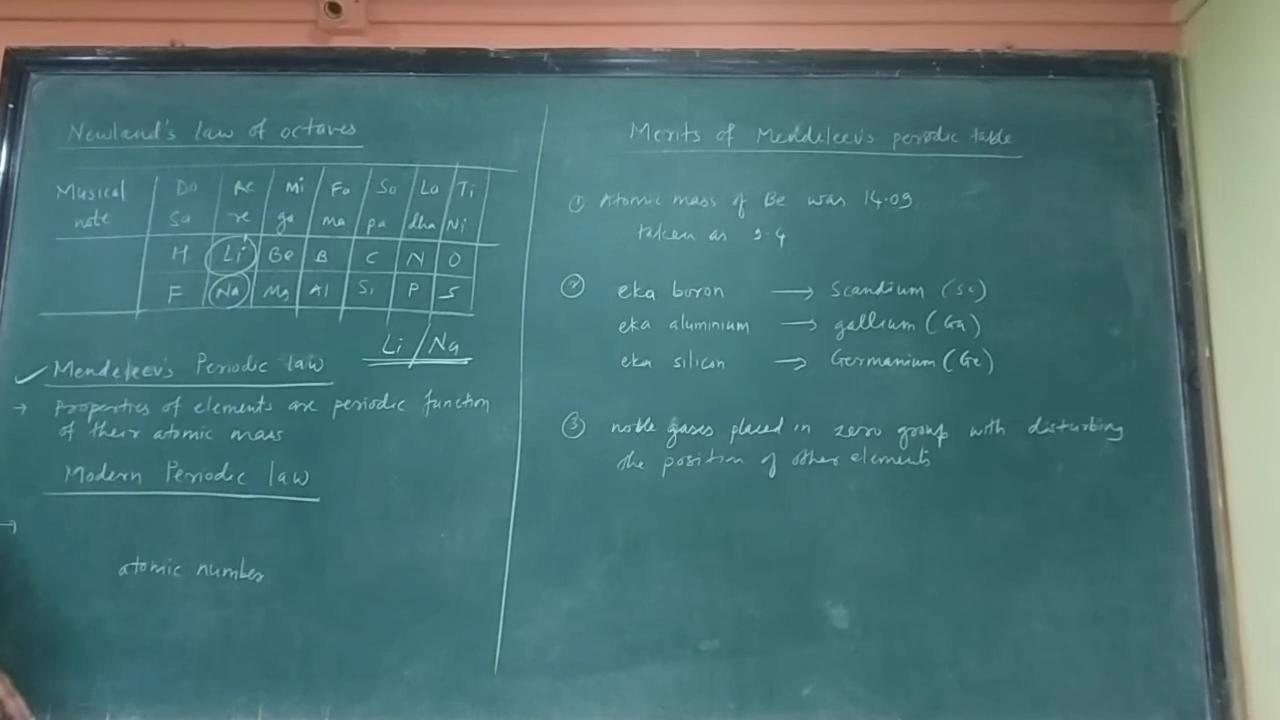 Newland's law of octaves
Musical note
Do Re Mi Fa So La Ti
Sa re ga ma pa dha Ni
H Li Be B C N O
F Na Mg Al Si P S
Li / Na
Mendeleev's Periodic law
→ Properties of elements are periodic function
of their atomic mass
Modern Periodic law
→
atomic number
Merits of Mendeleev's periodic table
① Atomic mass of Be was 14.09
taken as 9.4
② eka boron → Scandium (Sc)
eka aluminium → gallium (Ga)
eka silicon → Germanium (Ge)
③ noble gases placed in zero group with disturbing
the position of other elements